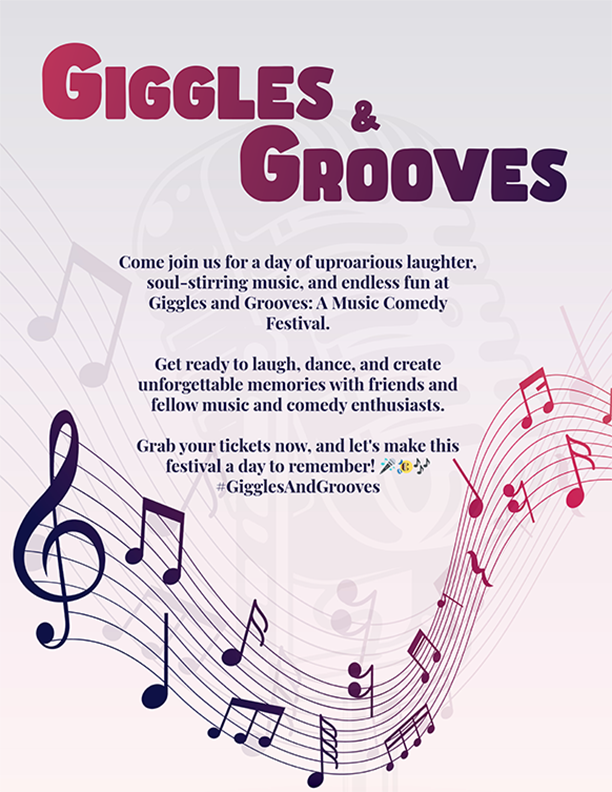 GIGGLES
&
GROOVES
Come join us for a day of uproarious laughter,
soul-stirring music, and endless fun at
Giggles and Grooves: A Music Comedy
Festival.
Get ready to laugh, dance, and create
unforgettable memories with friends and
fellow music and comedy enthusiasts.
Grab your tickets now, and let's make this
festival a day to remember! 🎤🤣🎶
#GigglesAndGrooves